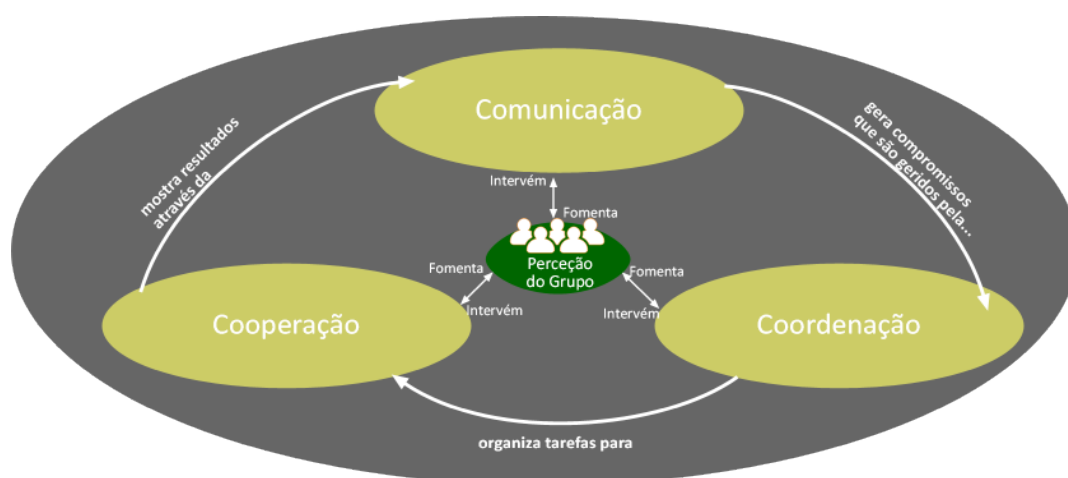 Comunicação
mostra resultados
através da
gera compromissos
que são geridos pela...
Intervém
Fomenta
Perceção
do Grupo
Fomenta
Intervém
Fomenta
Intervém
Cooperação
Coordenação
organiza tarefas para